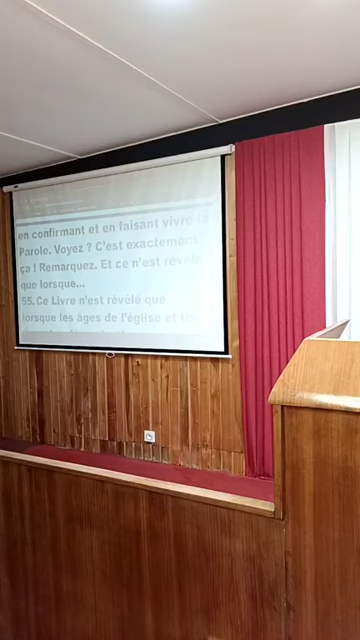 en confirmant et en faisant vivre la
Parole. Voyez ? C'est exactement
ça ! Remarquez. Et ce n'est révélé
que lorsque...
55. Ce Livre n'est révélé que
lorsque les âges de l'église et